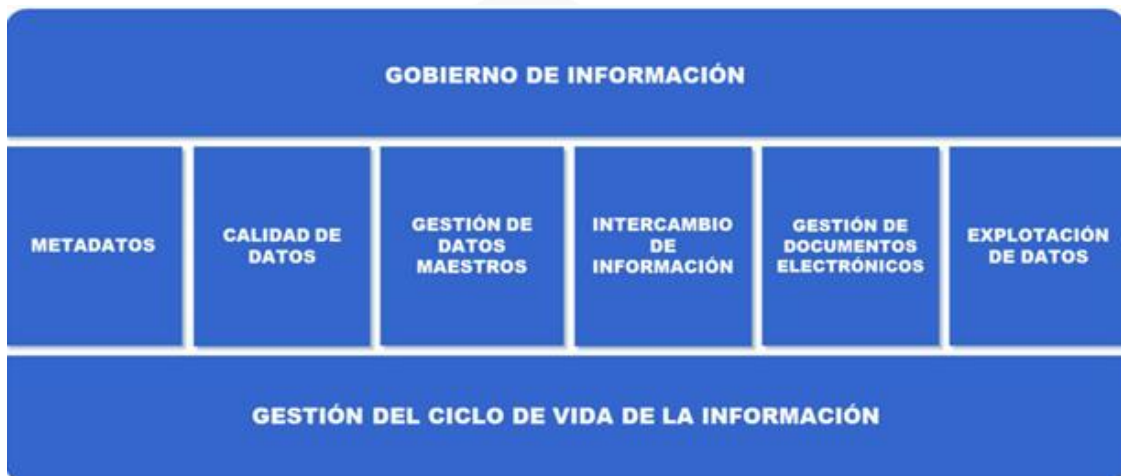 GOBIERNO DE INFORMACIÓN
METADATOS
CALIDAD DE
DATOS
GESTIÓN DE
DATOS
MAESTROS
INTERCAMBIO
DE
INFORMACIÓN
GESTIÓN DE
DOCUMENTOS
ELECTRÓNICOS
EXPLOTACIÓN
DE DATOS
GESTIÓN DEL CICLO DE VIDA DE LA INFORMACIÓN